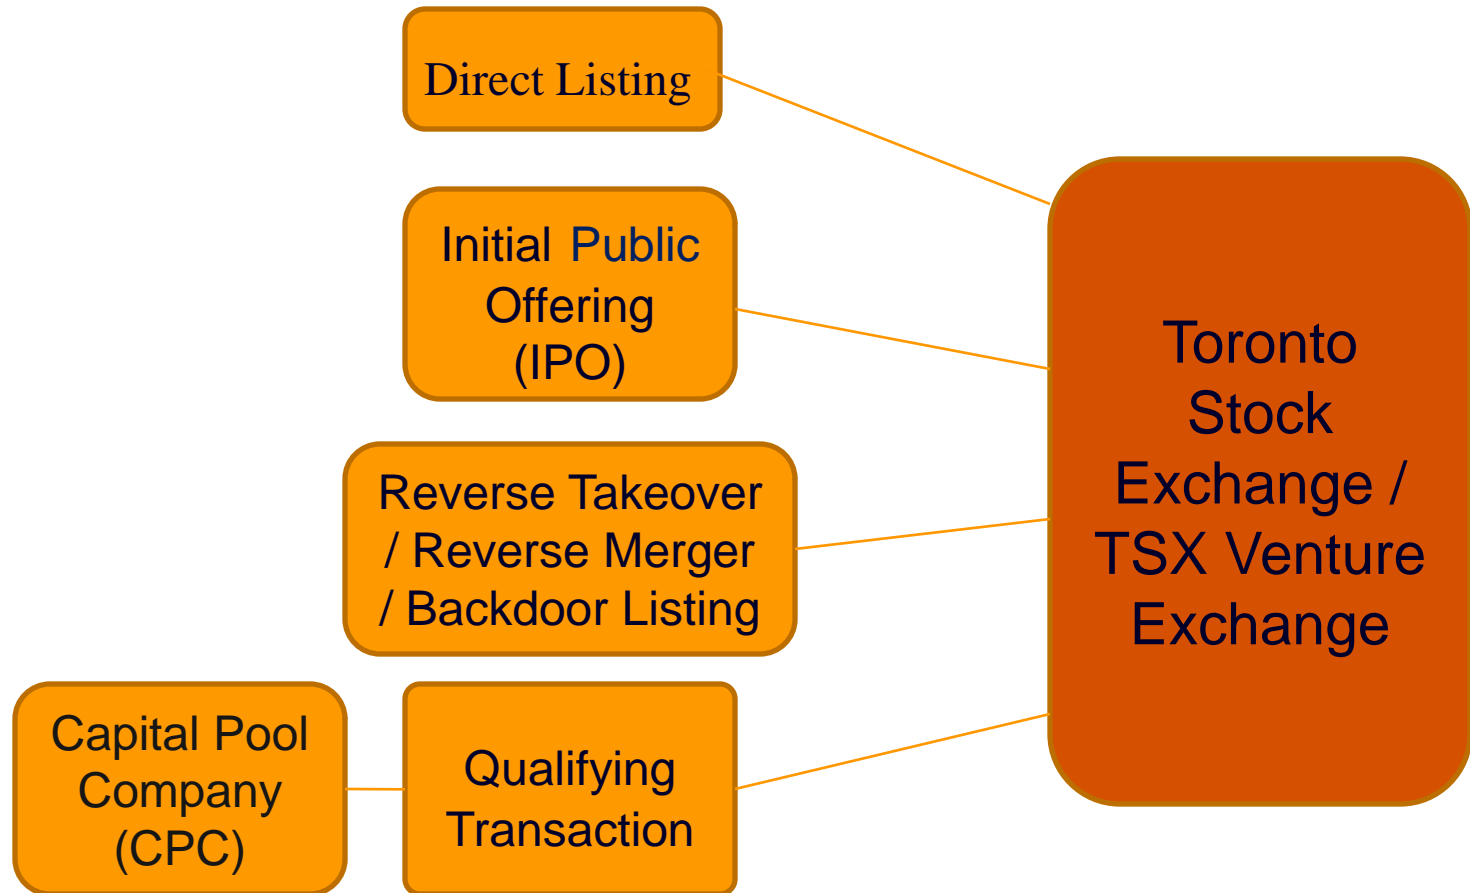 Direct Listing
Initial Public
Offering
(IPO)
Reverse Takeover
/ Reverse Merger
/ Backdoor Listing
Capital Pool
Company
(CPC)
Qualifying
Transaction
Toronto
Stock
Exchange /
TSX Venture
Exchange